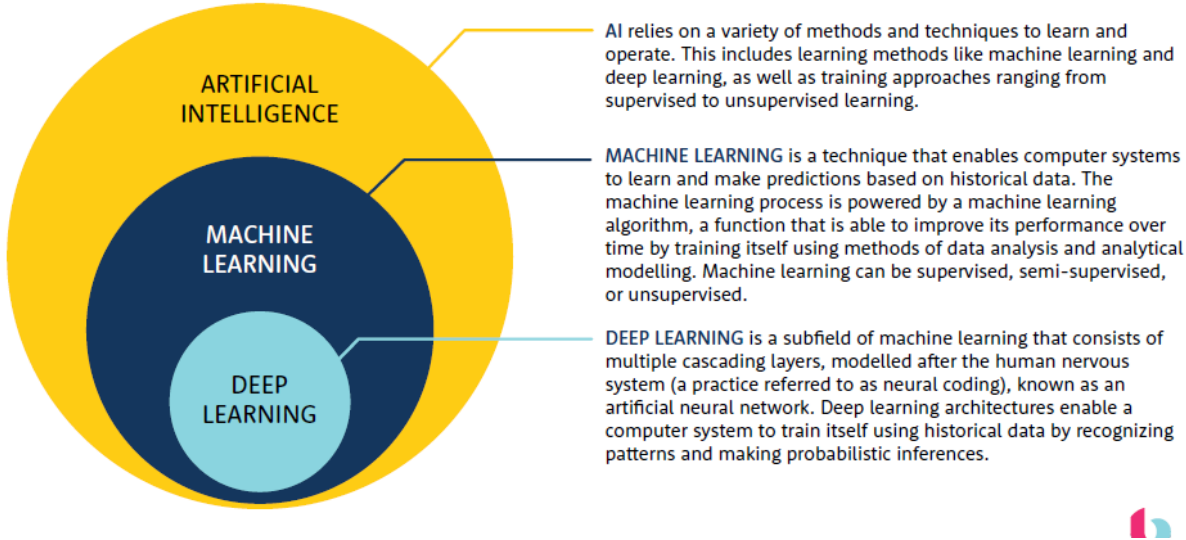 ARTIFICIAL
INTELLIGENCE
MACHINE
LEARNING
DEEP
LEARNING
AI relies on a variety of methods and techniques to learn and
operate. This includes learning methods like machine learning and
deep learning, as well as training approaches ranging from
supervised to unsupervised learning.
MACHINE LEARNING is a technique that enables computer systems
to learn and make predictions based on historical data. The
machine learning process is powered by a machine learning
algorithm, a function that is able to improve its performance over
time by training itself using methods of data analysis and analytical
modelling. Machine learning can be supervised, semi-supervised,
or unsupervised.
DEEP LEARNING is a subfield of machine learning that consists of
multiple cascading layers, modelled after the human nervous
system (a practice referred to as neural coding), known as an
artificial neural network. Deep learning architectures enable a
computer system to train itself using historical data by recognizing
patterns and making probabilistic inferences.